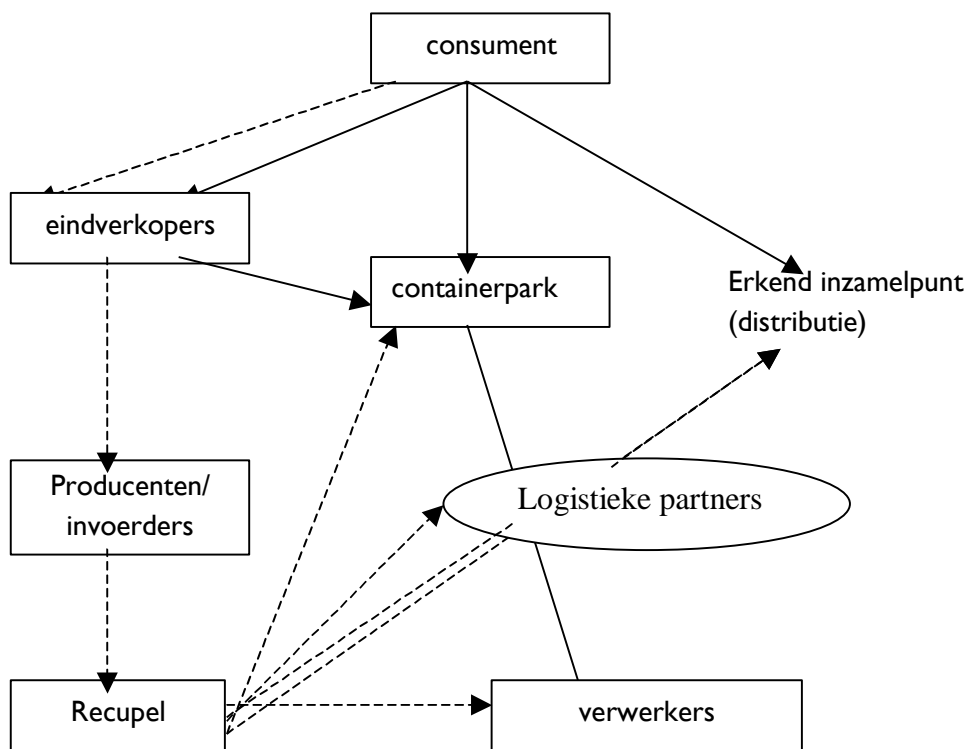 consument
eindverkopers
containerpark
Erkend inzamelpunt
(distributie)
Producenten/
invoerders
Logistieke partners
Recupel
verwerkers